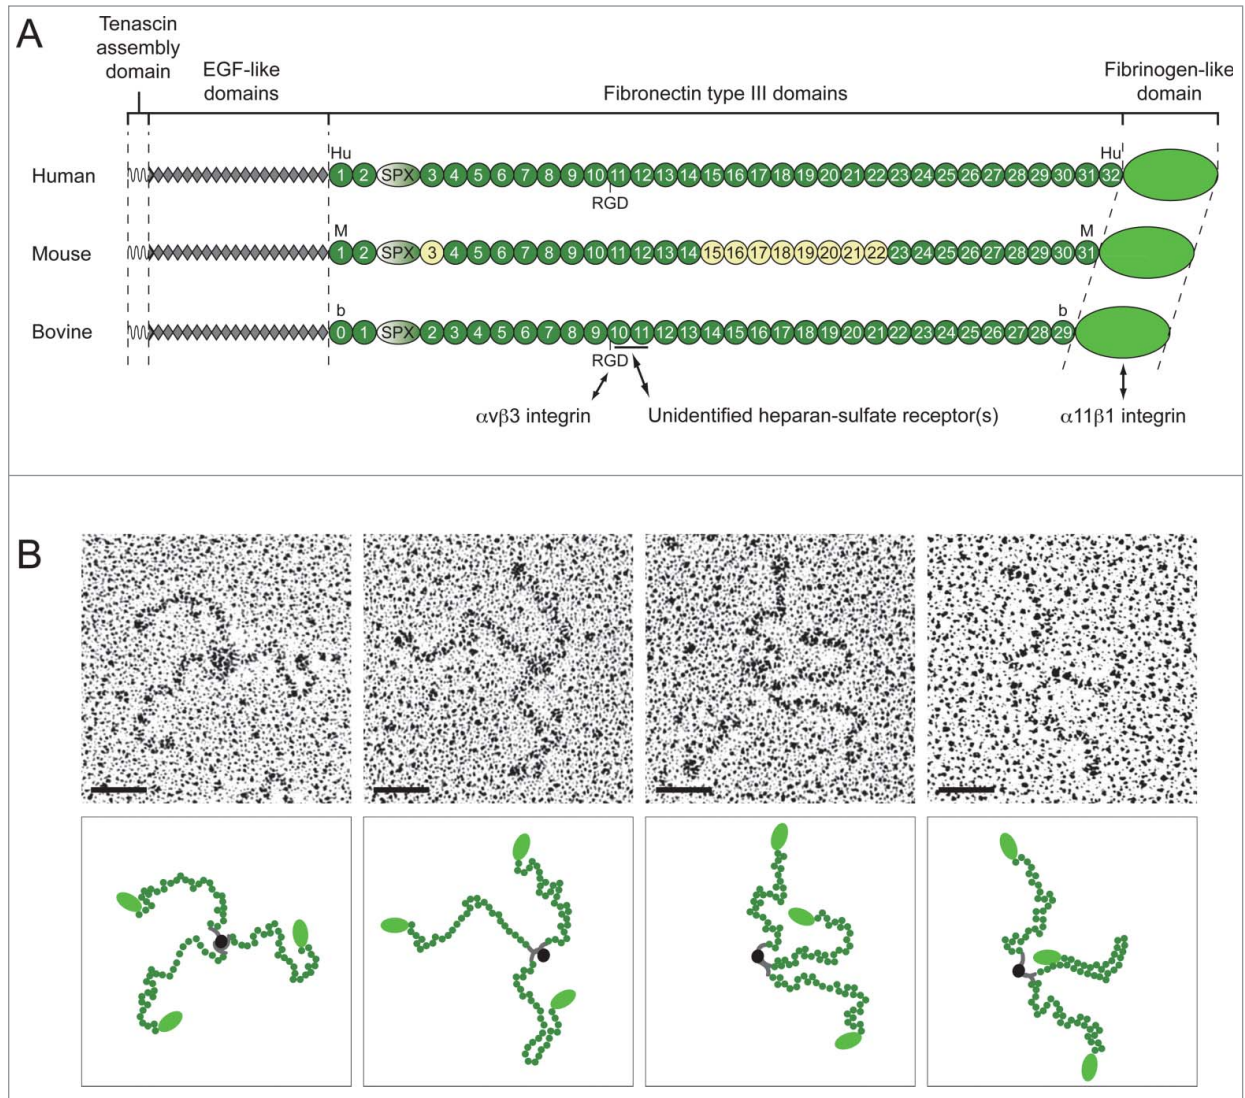 A
Tenascin
assembly
domain
EGF-like
domains
Fibronectin type III domains
Fibrinogen-like
domain
Hu Hu
Human 1 2 SPX 3 4 5 6 7 8 9 10 11 12 13 14 15 16 17 18 19 20 21 22 23 24 25 26 27 28 29 30 31 32
RGD
M M
Mouse 1 2 SPX 3 4 5 6 7 8 9 10 11 12 13 14 15 16 17 18 19 20 21 22 23 24 25 26 27 28 29 30 31
b b
Bovine 0 1 SPX 2 3 4 5 6 7 8 9 10 11 12 13 14 15 16 17 18 19 20 21 22 23 24 25 26 27 28 29
RGD
αvβ3 integrin Unidentified heparan-sulfate receptor(s) α11β1 integrin
B